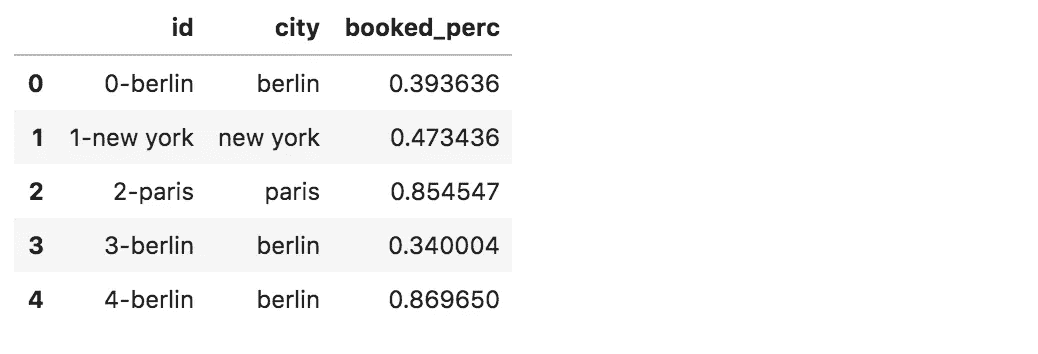 id city booked_perc
0 0-berlin berlin 0.393636
1 1-new york new york 0.473436
2 2-paris paris 0.854547
3 3-berlin berlin 0.340004
4 4-berlin berlin 0.869650